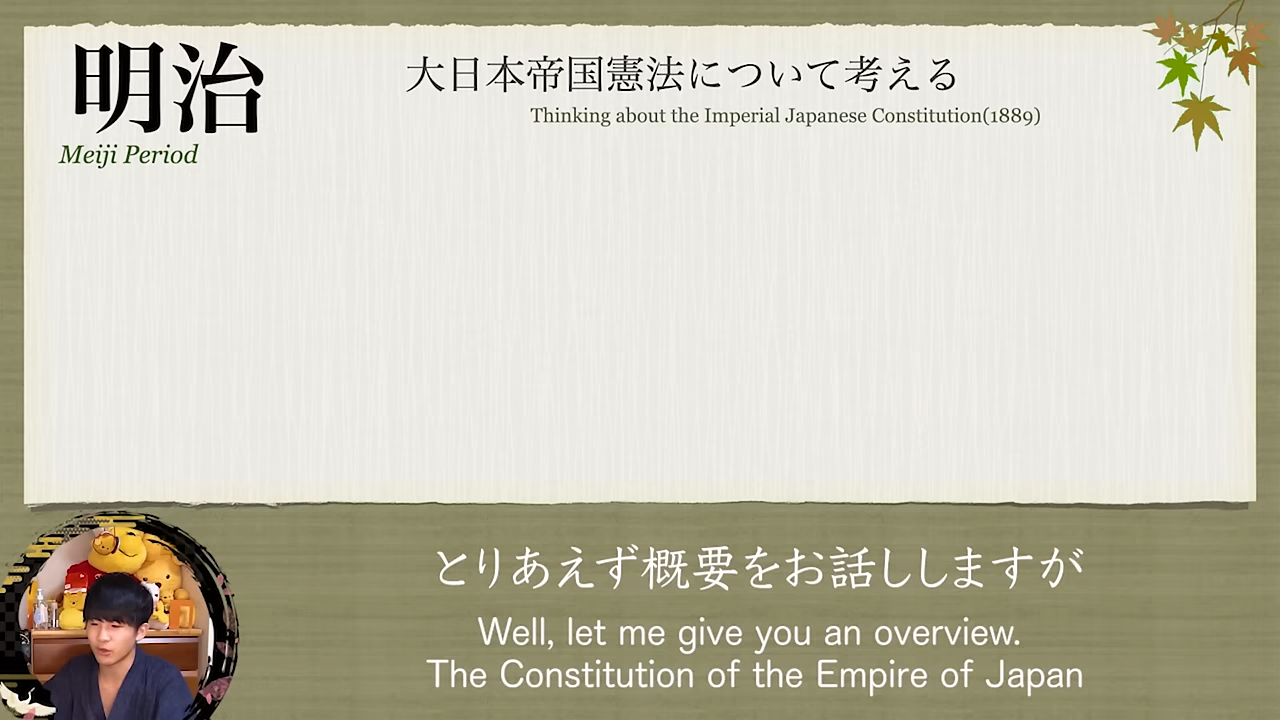 明治
Meiji Period
大日本帝国憲法について考える
Thinking about the Imperial Japanese Constitution(1889)
とりあえず概要をお話ししますが
Well, let me give you an overview.
The Constitution of the Empire of Japan